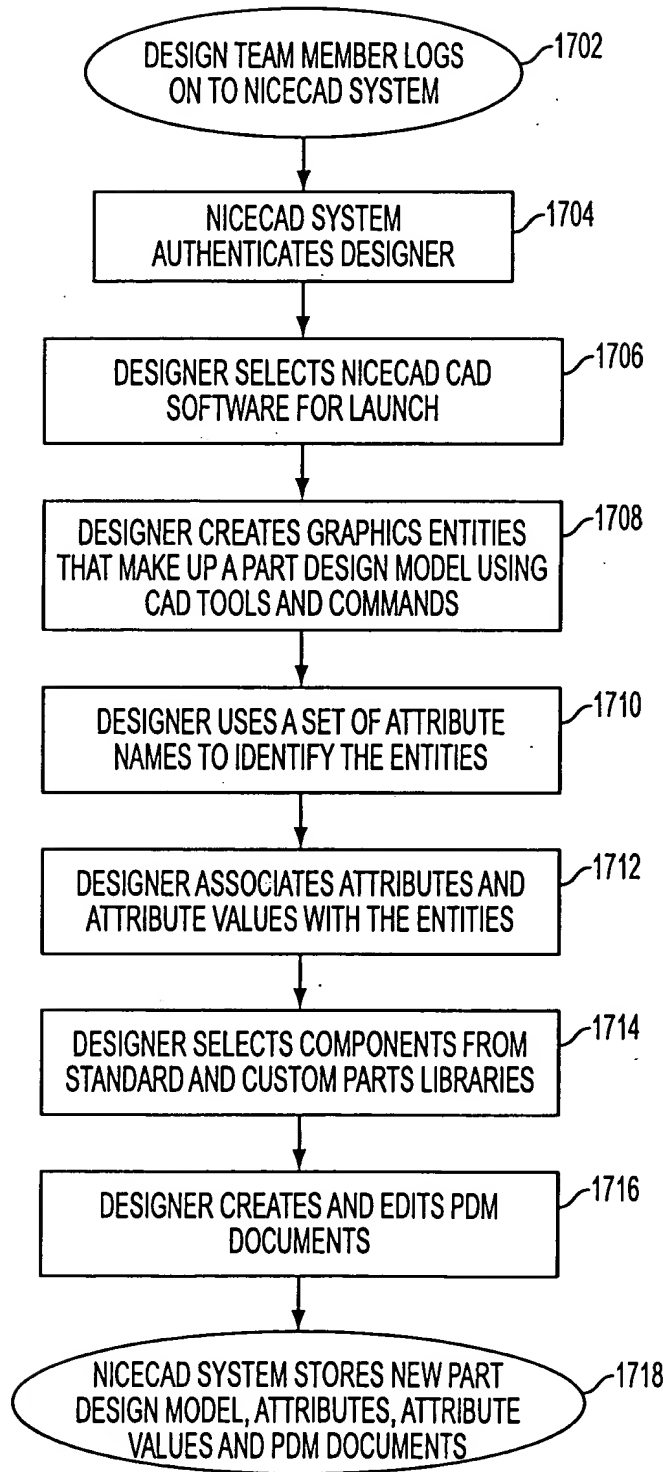 DESIGN TEAM MEMBER LOGS
ON TO NICECAD SYSTEM
1702
NICECAD SYSTEM
AUTHENTICATES DESIGNER
1704
DESIGNER SELECTS NICECAD CAD
SOFTWARE FOR LAUNCH
1706
DESIGNER CREATES GRAPHICS ENTITIES
THAT MAKE UP A PART DESIGN MODEL USING
CAD TOOLS AND COMMANDS
1708
DESIGNER USES A SET OF ATTRIBUTE
NAMES TO IDENTIFY THE ENTITIES
1710
DESIGNER ASSOCIATES ATTRIBUTES AND
ATTRIBUTE VALUES WITH THE ENTITIES
1712
DESIGNER SELECTS COMPONENTS FROM
STANDARD AND CUSTOM PARTS LIBRARIES
1714
DESIGNER CREATES AND EDITS PDM
DOCUMENTS
1716
NICECAD SYSTEM STORES NEW PART
DESIGN MODEL, ATTRIBUTES, ATTRIBUTE
VALUES AND PDM DOCUMENTS
1718